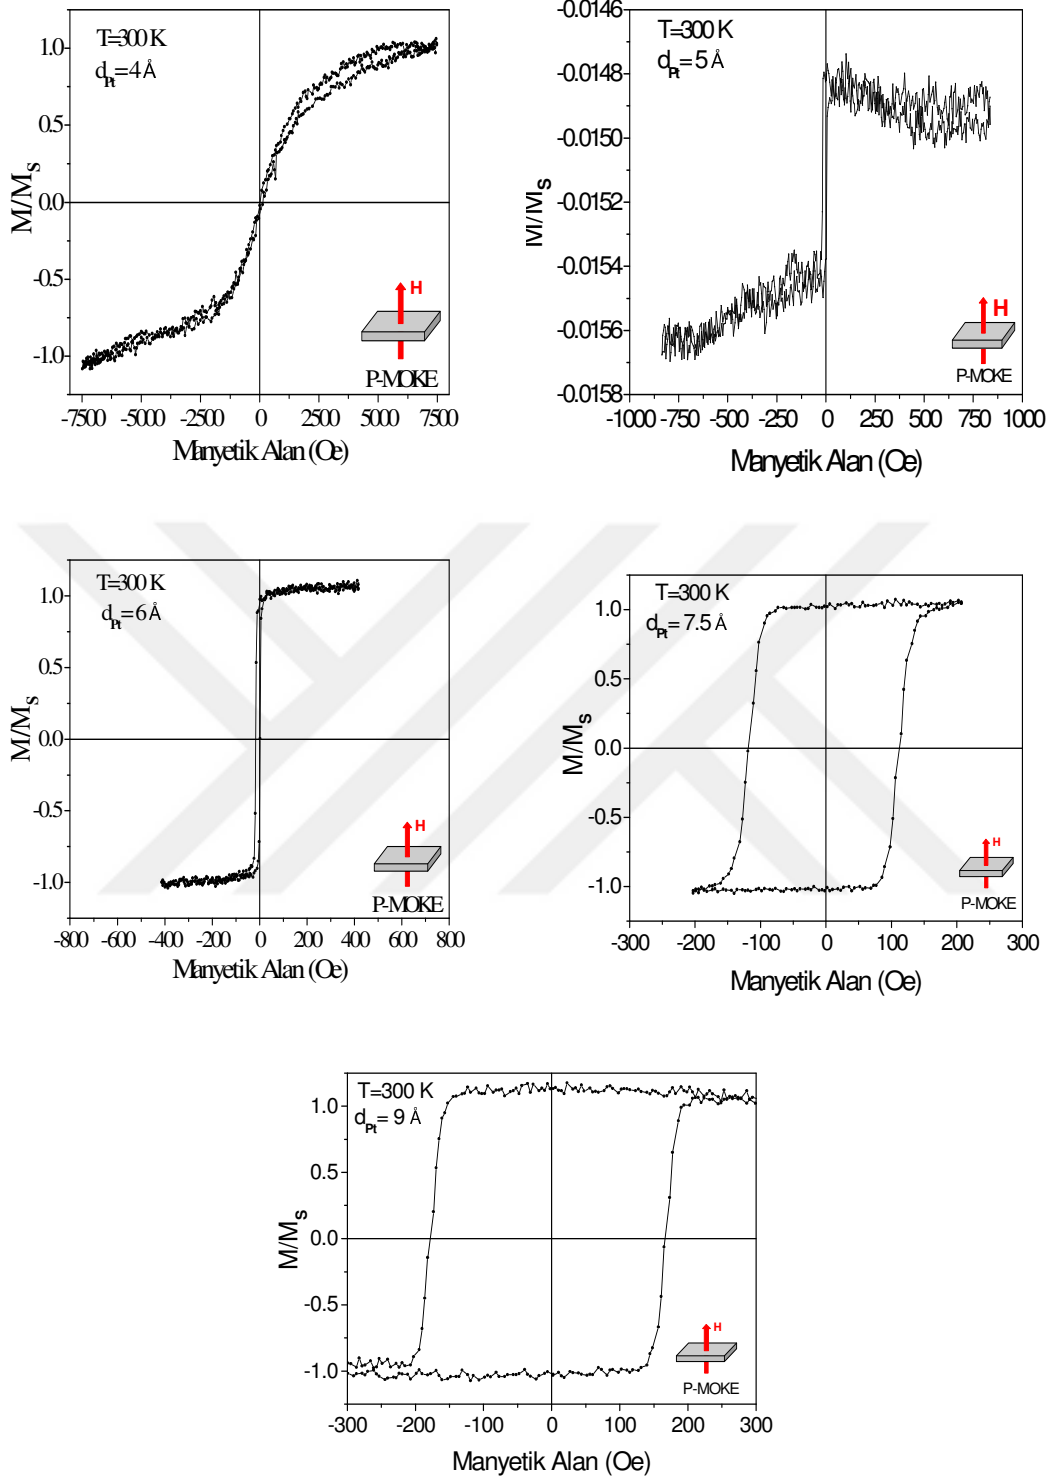 T=300 K
dPt= 4 Å
1.0
0.5
0.0
-0.5
-1.0
M/Ms
H
P-MOKE
-7500 -5000 -2500 0 2500 5000 7500
Manyetik Alan (Oe)
T=300 K
dPt= 5 Å
-0.0146
-0.0148
-0.0150
-0.0152
-0.0154
-0.0156
-0.0158
M/Ms
H
P-MOKE
-1000 -750 -500 -250 0 250 500 750 1000
Manyetik Alan (Oe)
T=300 K
dPt= 6 Å
1.0
0.5
0.0
-0.5
-1.0
M/Ms
H
P-MOKE
-800 -600 -400 -200 0 200 400 600 800
Manyetik Alan (Oe)
T=300 K
dPt= 7.5 Å
1.0
0.5
0.0
-0.5
-1.0
M/Ms
H
P-MOKE
-300 -200 -100 0 100 200 300
Manyetik Alan (Oe)
T=300 K
dPt= 9 Å
1.0
0.5
0.0
-0.5
-1.0
M/Ms
H
P-MOKE
-300 -200 -100 0 100 200 300
Manyetik Alan (Oe)